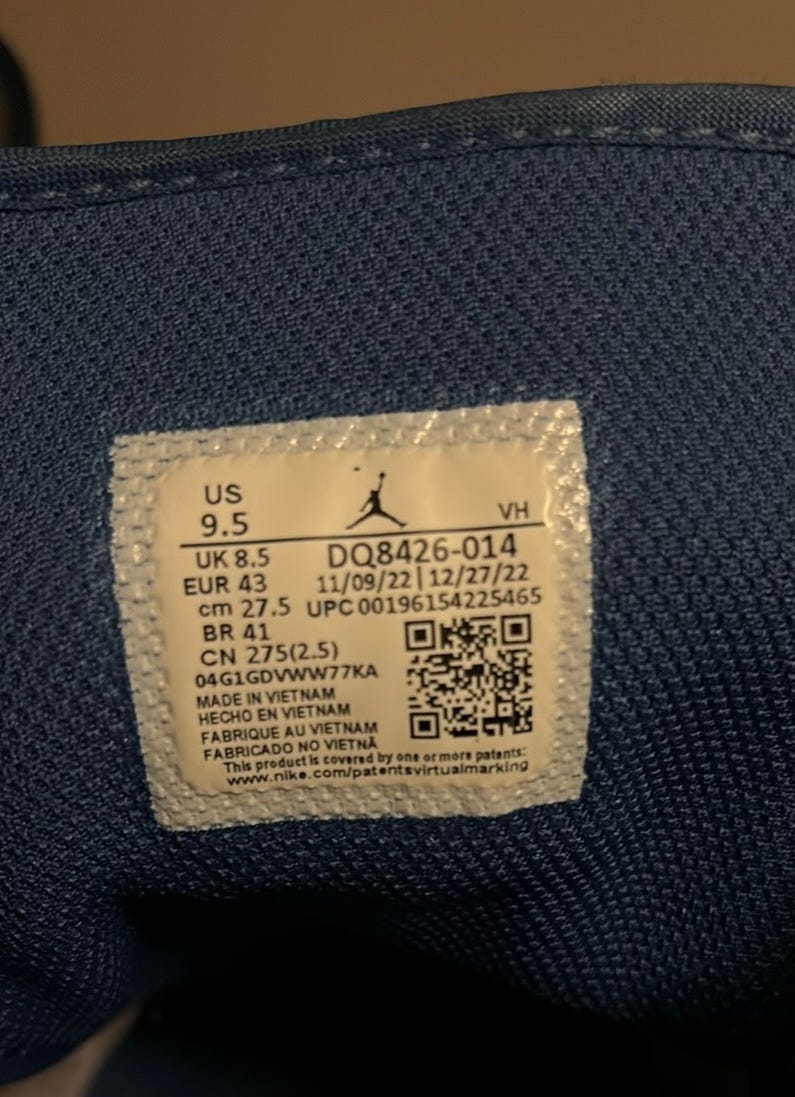 US
9.5
VH
UK 8.5
DQ8426-014
EUR 43
11/09/22 | 12/27/22
cm 27.5
UPC 00196154225465
BR 41
CN 275(2.5)
04G1GDVWW77KA
MADE IN VIETNAM
HECHO EN VIETNAM
FABRIQUE AU VIETNAM
FABRICADO NO VIETNÃ
This product is covered by one or more patents:
www.nike.com/patentsvirtualmarking